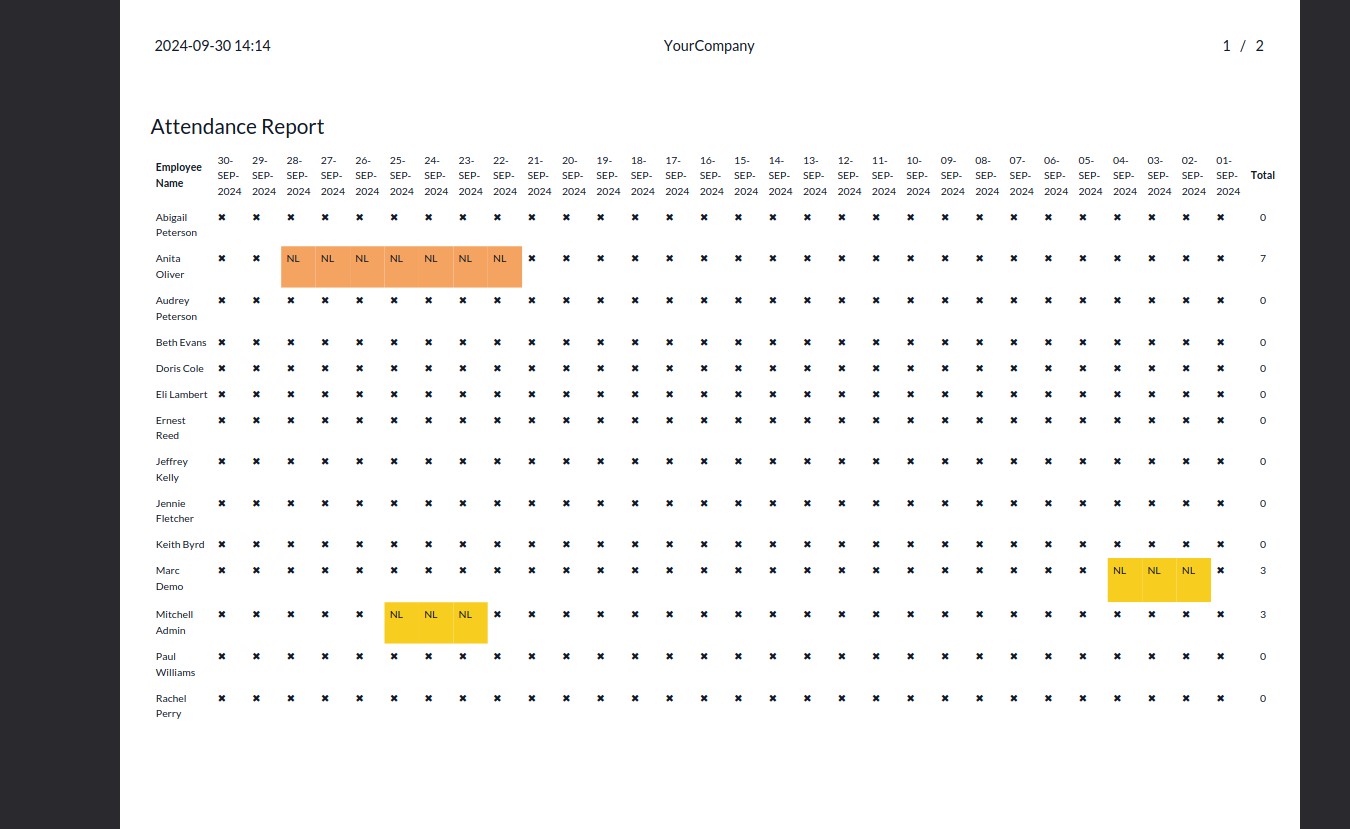 2024-09-30 14:14 YourCompany 1 / 2
Attendance Report
Employee Name 30-SEP-2024 29-SEP-2024 28-SEP-2024 27-SEP-2024 26-SEP-2024 25-SEP-2024 24-SEP-2024 23-SEP-2024 22-SEP-2024 21-SEP-2024 20-SEP-2024 19-SEP-2024 18-SEP-2024 17-SEP-2024 16-SEP-2024 15-SEP-2024 14-SEP-2024 13-SEP-2024 12-SEP-2024 11-SEP-2024 10-SEP-2024 09-SEP-2024 08-SEP-2024 07-SEP-2024 06-SEP-2024 05-SEP-2024 04-SEP-2024 03-SEP-2024 02-SEP-2024 01-SEP-2024 Total
Abigail Peterson ✖ ✖ ✖ ✖ ✖ ✖ ✖ ✖ ✖ ✖ ✖ ✖ ✖ ✖ ✖ ✖ ✖ ✖ ✖ ✖ ✖ ✖ ✖ ✖ ✖ ✖ ✖ ✖ ✖ ✖ 0
Anita Oliver ✖ ✖ NL NL NL NL NL NL NL ✖ ✖ ✖ ✖ ✖ ✖ ✖ ✖ ✖ ✖ ✖ ✖ ✖ ✖ ✖ ✖ ✖ ✖ ✖ ✖ ✖ 7
Audrey Peterson ✖ ✖ ✖ ✖ ✖ ✖ ✖ ✖ ✖ ✖ ✖ ✖ ✖ ✖ ✖ ✖ ✖ ✖ ✖ ✖ ✖ ✖ ✖ ✖ ✖ ✖ ✖ ✖ ✖ ✖ 0
Beth Evans ✖ ✖ ✖ ✖ ✖ ✖ ✖ ✖ ✖ ✖ ✖ ✖ ✖ ✖ ✖ ✖ ✖ ✖ ✖ ✖ ✖ ✖ ✖ ✖ ✖ ✖ ✖ ✖ ✖ ✖ 0
Doris Cole ✖ ✖ ✖ ✖ ✖ ✖ ✖ ✖ ✖ ✖ ✖ ✖ ✖ ✖ ✖ ✖ ✖ ✖ ✖ ✖ ✖ ✖ ✖ ✖ ✖ ✖ ✖ ✖ ✖ ✖ 0
Eli Lambert ✖ ✖ ✖ ✖ ✖ ✖ ✖ ✖ ✖ ✖ ✖ ✖ ✖ ✖ ✖ ✖ ✖ ✖ ✖ ✖ ✖ ✖ ✖ ✖ ✖ ✖ ✖ ✖ ✖ ✖ 0
Ernest Reed ✖ ✖ ✖ ✖ ✖ ✖ ✖ ✖ ✖ ✖ ✖ ✖ ✖ ✖ ✖ ✖ ✖ ✖ ✖ ✖ ✖ ✖ ✖ ✖ ✖ ✖ ✖ ✖ ✖ ✖ 0
Jeffrey Kelly ✖ ✖ ✖ ✖ ✖ ✖ ✖ ✖ ✖ ✖ ✖ ✖ ✖ ✖ ✖ ✖ ✖ ✖ ✖ ✖ ✖ ✖ ✖ ✖ ✖ ✖ ✖ ✖ ✖ ✖ 0
Jennie Fletcher ✖ ✖ ✖ ✖ ✖ ✖ ✖ ✖ ✖ ✖ ✖ ✖ ✖ ✖ ✖ ✖ ✖ ✖ ✖ ✖ ✖ ✖ ✖ ✖ ✖ ✖ ✖ ✖ ✖ ✖ 0
Keith Byrd ✖ ✖ ✖ ✖ ✖ ✖ ✖ ✖ ✖ ✖ ✖ ✖ ✖ ✖ ✖ ✖ ✖ ✖ ✖ ✖ ✖ ✖ ✖ ✖ ✖ ✖ ✖ ✖ ✖ ✖ 0
Marc Demo ✖ ✖ ✖ ✖ ✖ ✖ ✖ ✖ ✖ ✖ ✖ ✖ ✖ ✖ ✖ ✖ ✖ ✖ ✖ ✖ ✖ ✖ ✖ ✖ ✖ ✖ NL NL NL ✖ 3
Mitchell Admin ✖ ✖ ✖ ✖ ✖ NL NL NL ✖ ✖ ✖ ✖ ✖ ✖ ✖ ✖ ✖ ✖ ✖ ✖ ✖ ✖ ✖ ✖ ✖ ✖ ✖ ✖ ✖ ✖ 3
Paul Williams ✖ ✖ ✖ ✖ ✖ ✖ ✖ ✖ ✖ ✖ ✖ ✖ ✖ ✖ ✖ ✖ ✖ ✖ ✖ ✖ ✖ ✖ ✖ ✖ ✖ ✖ ✖ ✖ ✖ ✖ 0
Rachel Perry ✖ ✖ ✖ ✖ ✖ ✖ ✖ ✖ ✖ ✖ ✖ ✖ ✖ ✖ ✖ ✖ ✖ ✖ ✖ ✖ ✖ ✖ ✖ ✖ ✖ ✖ ✖ ✖ ✖ ✖ 0